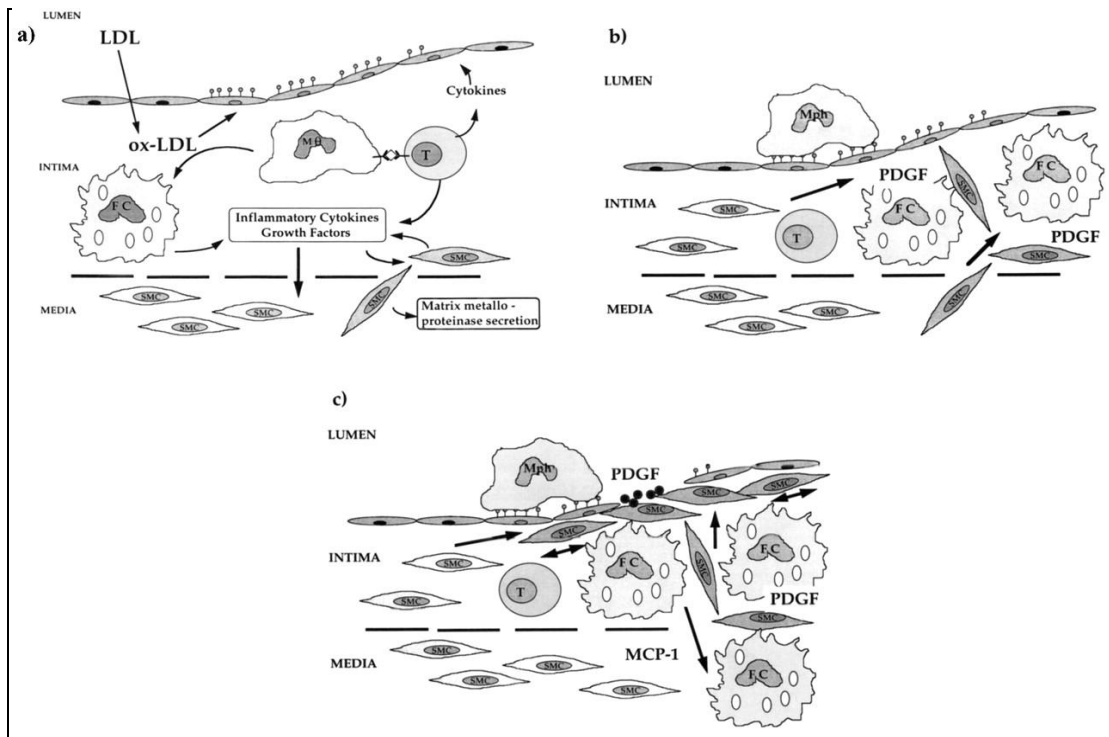 a)
LUMEN
LDL
ox-LDL
Cytokines
T
INTIMA
F C
Inflammatory Cytokines
Growth Factors
SMC
MEDIA
SMC
SMC
SMC
SMC
Matrix metallo -
proteinase secretion
b)
LUMEN
Mph
INTIMA
PDGF
F C
F C
SMC
SMC
T
PDGF
SMC
SMC
MEDIA
SMC
SMC
SMC
SMC
c)
LUMEN
Mph
PDGF
SMC
SMC
SMC
SMC
INTIMA
SMC
F C
F C
T
SMC
SMC
PDGF
SMC
MEDIA
MCP-1
SMC
SMC
SMC
SMC
F C